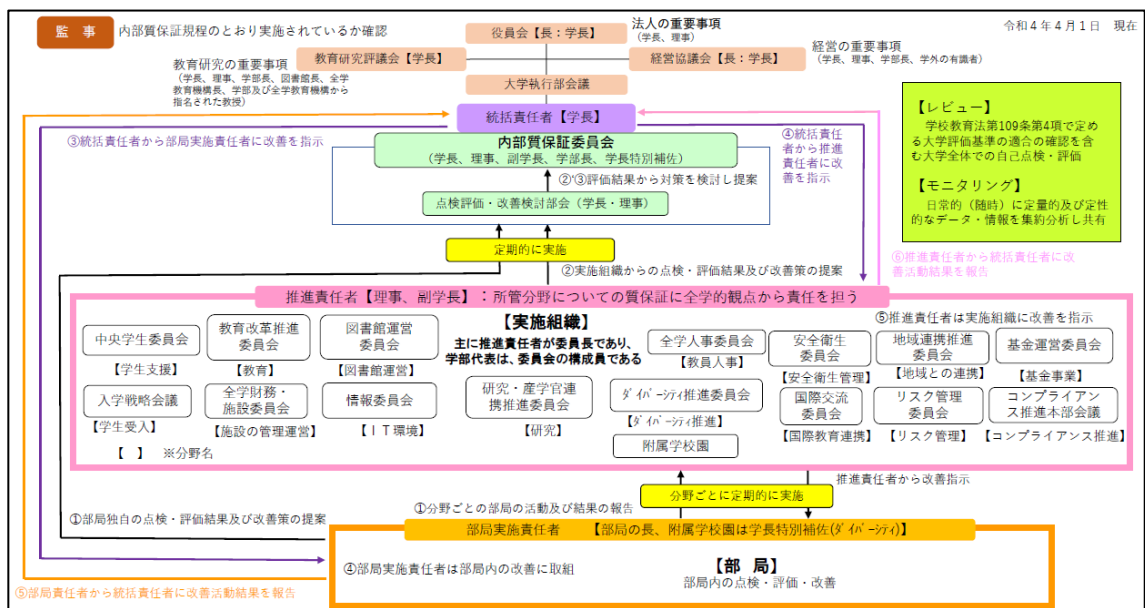 監 事
内部質保証規程のとおり実施されているか確認
役員会【長：学長】
法人の重要事項
（学長、理事）
令和４年４月１日　現在
教育研究評議会【学長】
経営協議会【長：学長】
経営の重要事項
（学長、理事、学部長、学外の有識者）
教育研究の重要事項
（学長、理事、学部長、図書館長、全学
教育機構長、学部及び全学教育機構から
指名された教授）
大学執行部会議
統括責任者【学長】
③統括責任者から部局実施責任者に改善を指示
④統括責任
者から推進
責任者に改
善を指示
内部質保証委員会
（学長、理事、副学長、学部長、学長特別補佐）
②'③評価結果から対策を検討し提案
点検評価・改善検討部会（学長・理事）
【レビュー】
学校教育法第109条第4項で定め
る大学評価基準の適合の確認を含
む大学全体での自己点検・評価
【モニタリング】
日常的（随時）に定量的及び定性
的なデータ・情報を集約分析し共有
定期的に実施
②実施組織からの点検・評価結果及び改善策の提案
⑥推進責任者から統括責任者に改
善活動結果を報告
推進責任者【理事、副学長】：所管分野についての質保証に全学的観点から責任を担う
【実施組織】
主に推進責任者が委員長であり、
学部代表は、委員会の構成員である
⑤推進責任者は実施組織に改善を指示
中央学生委員会
【学生支援】
教育改革推進
委員会
【教育】
図書館運営
委員会
【図書館運営】
全学人事委員会
【教員人事】
安全衛生
委員会
【安全衛生管理】
地域連携推進
委員会
【地域との連携】
基金運営委員会
【基金事業】
入学戦略会議
【学生受入】
全学財務・
施設委員会
【施設の管理運営】
情報委員会
【ＩＴ環境】
研究・産学官連
携推進委員会
【研究】
ﾀﾞｲﾊﾞｰｼﾃｨ推進委員会
【ﾀﾞｲﾊﾞｰｼﾃｨ推進】
附属学校園
国際交流
委員会
【国際教育連携】
リスク管理
委員会
【リスク管理】
コンプライアン
ス推進本部会議
【コンプライアンス推進】
【　】　※分野名
推進責任者から改善指示
分野ごとに定期的に実施
①分野ごとの部局の活動及び結果の報告
①部局独自の点検・評価結果及び改善策の提案
部局実施責任者　【部局の長、附属学校園は学長特別補佐(ﾀﾞｲﾊﾞｰｼﾃｨ)】
【部 局】
部局内の点検・評価・改善
④部局実施責任者は部局内の改善に取組
⑤部局責任者から統括責任者に改善活動結果を報告